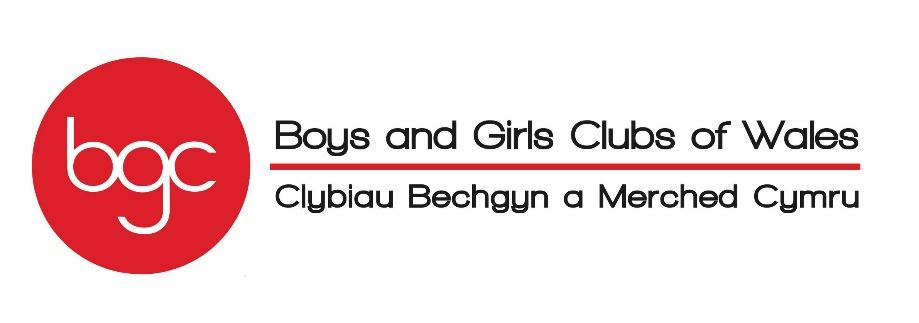 bgc
Boys and Girls Clubs of Wales
Clybiau Bechgyn a Merched Cymru